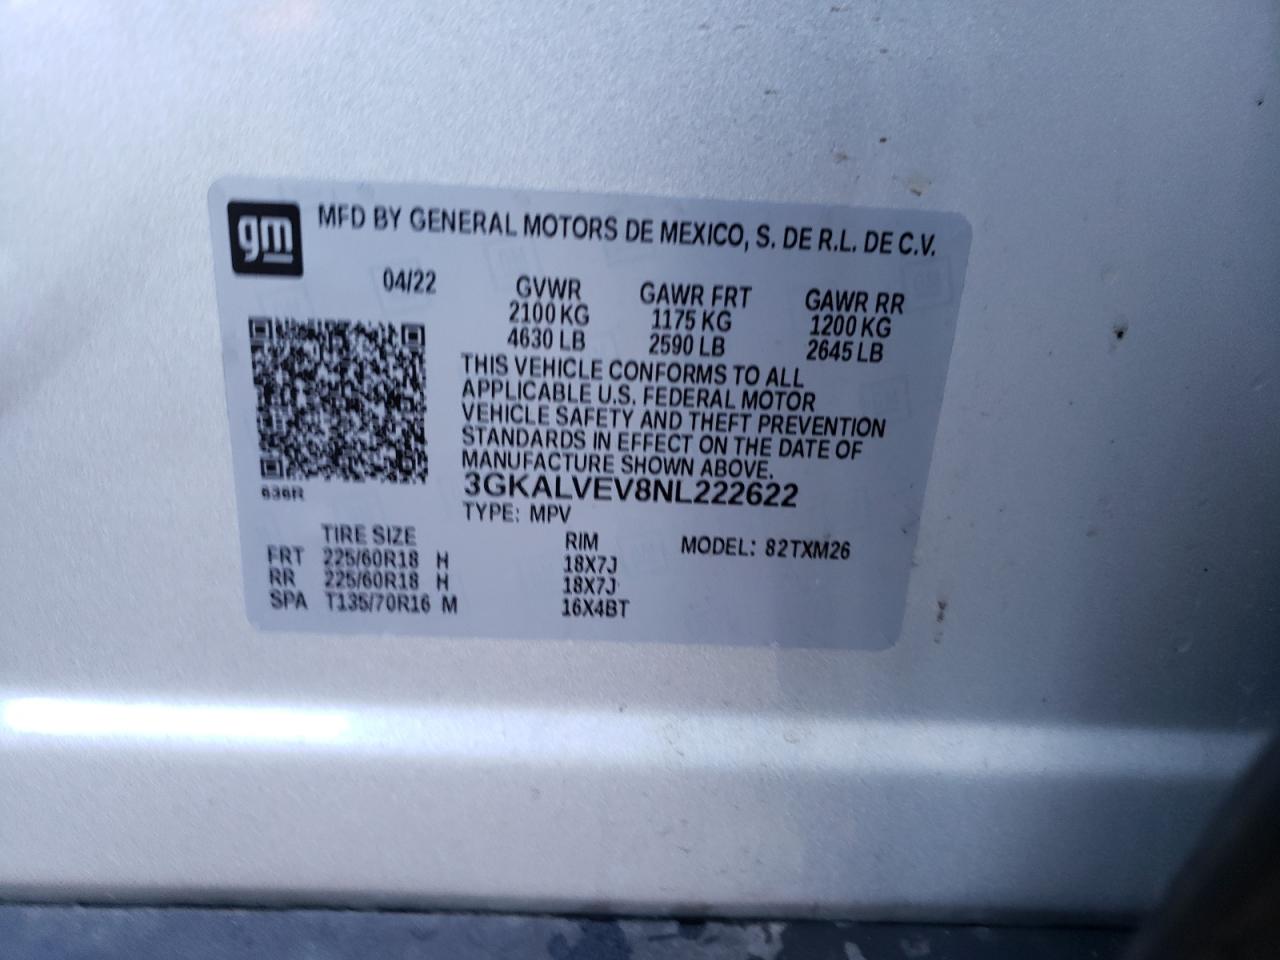 gm
MFD BY GENERAL MOTORS DE MEXICO, S. DE R.L. DE C.V.
04/22
GVWR GAWR FRT GAWR RR
2100 KG 1175 KG 1200 KG
4630 LB 2590 LB 2645 LB
THIS VEHICLE CONFORMS TO ALL
APPLICABLE U.S. FEDERAL MOTOR
VEHICLE SAFETY AND THEFT PREVENTION
STANDARDS IN EFFECT ON THE DATE OF
MANUFACTURE SHOWN ABOVE.
636R
3GKALVEV8NL222622
TYPE: MPV
TIRE SIZE RIM MODEL: 82TXM26
FRT 225/60R18 H 18X7J
RR 225/60R18 H 18X7J
SPA T135/70R16 M 16X4BT